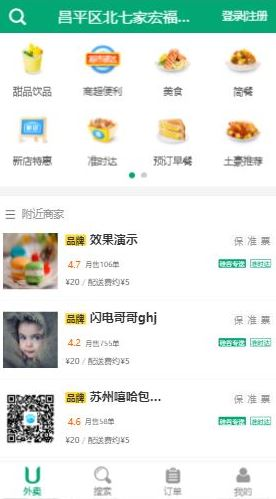 昌平区北七家宏福... 登录|注册
甜品饮品 商超便利 美食 简餐
新店特惠 准时达 预订早餐 土豪推荐
附近商家
品牌 效果演示 保 准 票
4.7 月售106单 硅谷专送 准时达
¥20 / 配送费约¥5
品牌 闪电哥哥ghj 保 准 票
4.2 月售755单 硅谷专送 准时达
¥20 / 配送费约¥5
品牌 苏州嘻哈包... 保 准 票
4.6 月售58单 硅谷专送 准时达
¥20 / 配送费约¥5
外卖 搜索 订单 我的